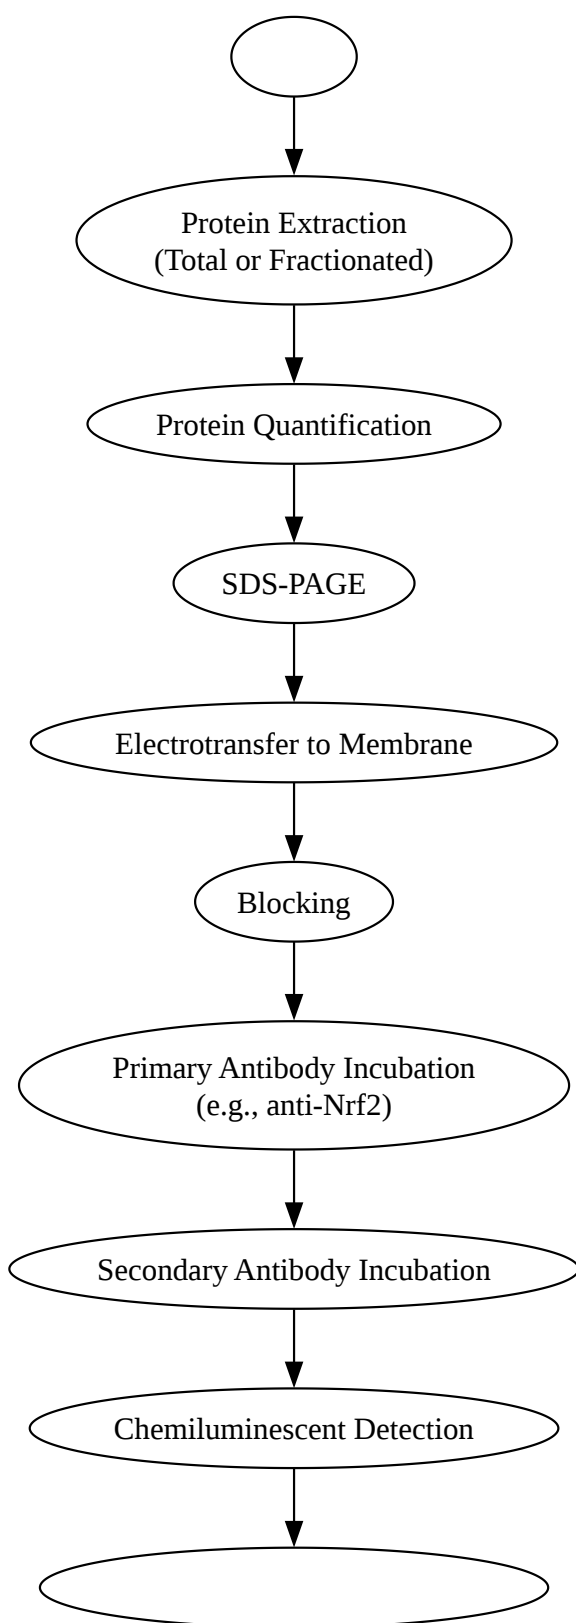 Protein Extraction
(Total or Fractionated)
Protein Quantification
SDS-PAGE
Electrotransfer to Membrane
Blocking
Primary Antibody Incubation
(e.g., anti-Nrf2)
Secondary Antibody Incubation
Chemiluminescent Detection